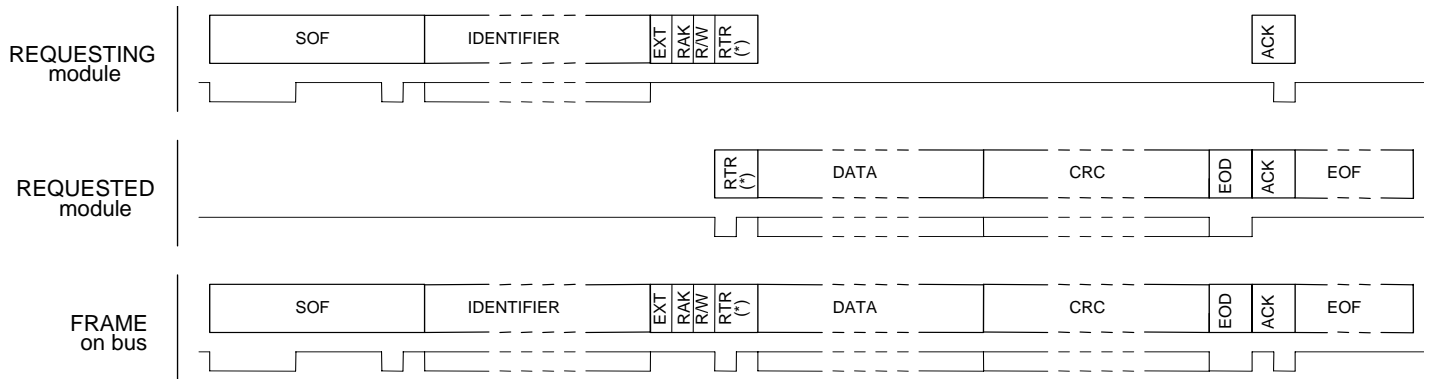 REQUESTING
module
SOF
IDENTIFIER
EXT
RAK
R/W
RTR
(*)
ACK
REQUESTED
module
RTR
(*)
DATA
CRC
EOD
ACK
EOF
FRAME
on bus
SOF
IDENTIFIER
EXT
RAK
R/W
RTR
(*)
DATA
CRC
EOD
ACK
EOF